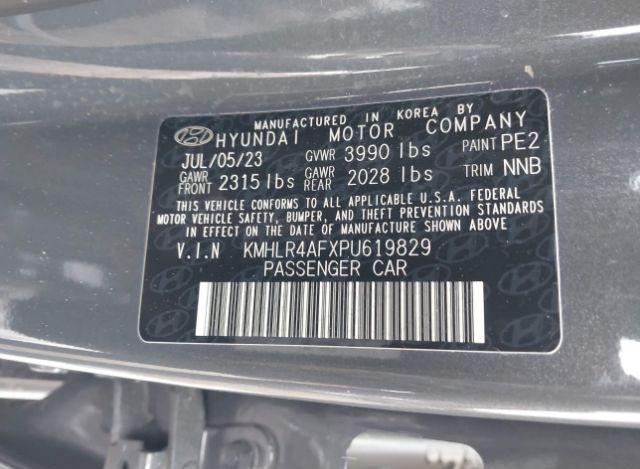 MANUFACTURED IN KOREA BY
HYUNDAI MOTOR COMPANY
JUL/05/23 GVWR 3990 lbs PAINT PE2
GAWR FRONT 2315 lbs GAWR REAR 2028 lbs TRIM NNB
THIS VEHICLE CONFORMS TO ALL APPLICABLE U.S.A. FEDERAL
MOTOR VEHICLE SAFETY, BUMPER, AND THEFT PREVENTION STANDARDS
IN EFFECT ON THE DATE OF MANUFACTURE SHOWN ABOVE
V.I.N KMHLR4AFXPU619829
PASSENGER CAR